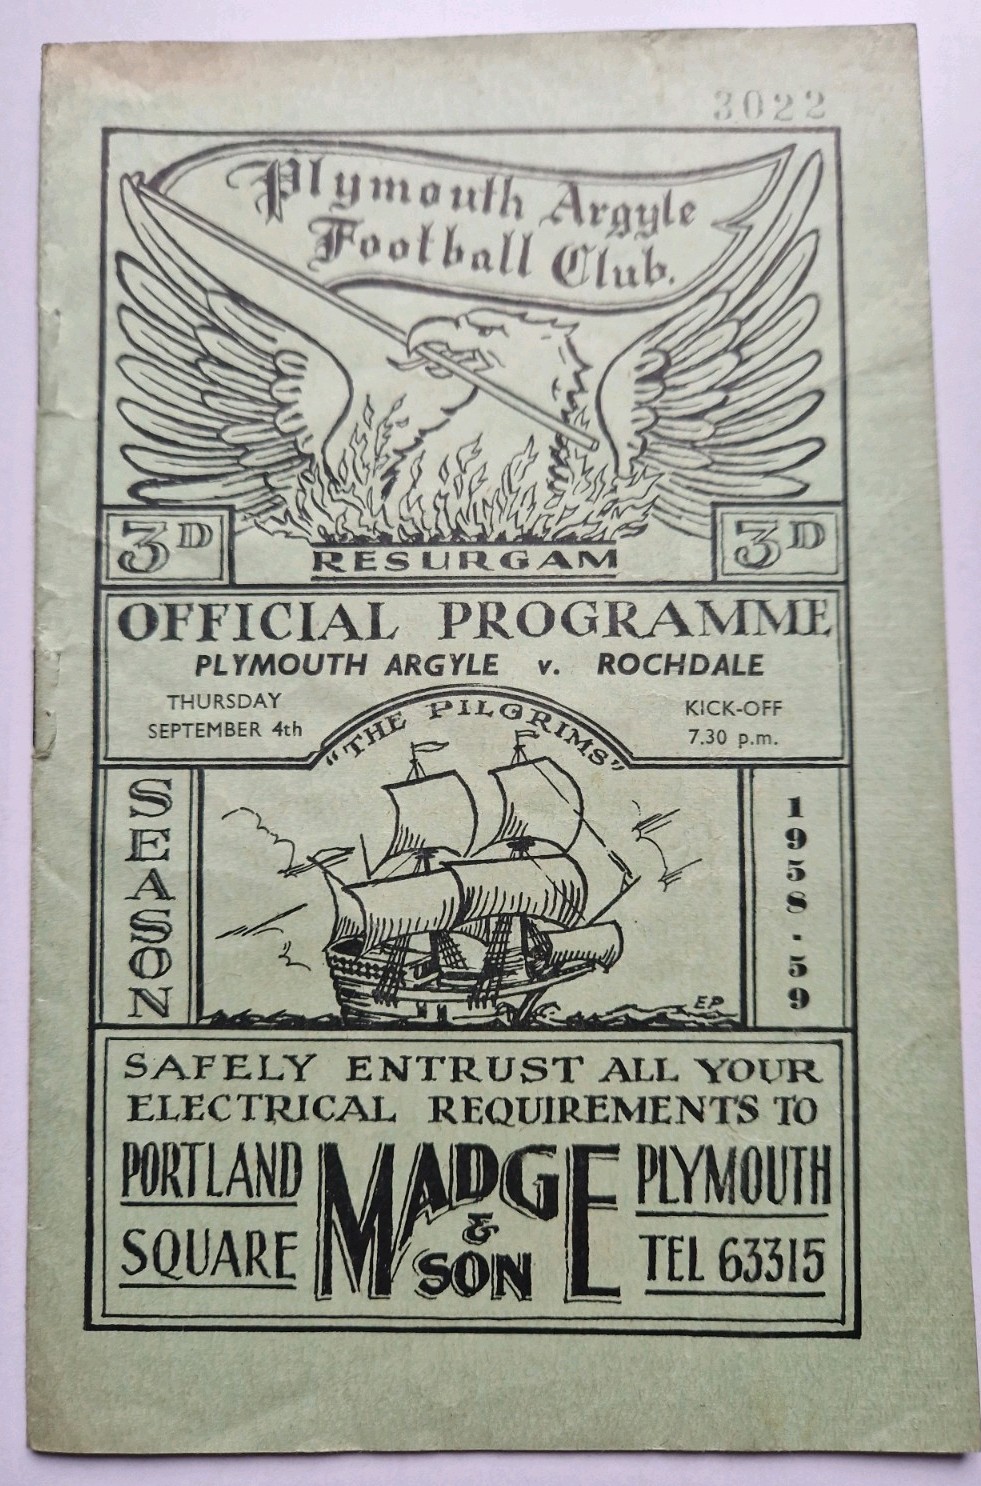 3022
Plymouth Argyle
Football Club.
3D
3D
RESURGAM
OFFICIAL PROGRAMME
PLYMOUTH ARGYLE v. ROCHDALE
THURSDAY
SEPTEMBER 4th
KICK-OFF
7.30 p.m.
"THE PILGRIMS"
SEASON
1958-59
EP
SAFELY ENTRUST ALL YOUR
ELECTRICAL REQUIREMENTS TO
PORTLAND
SQUARE
MADGE
& SON
PLYMOUTH
TEL 63315